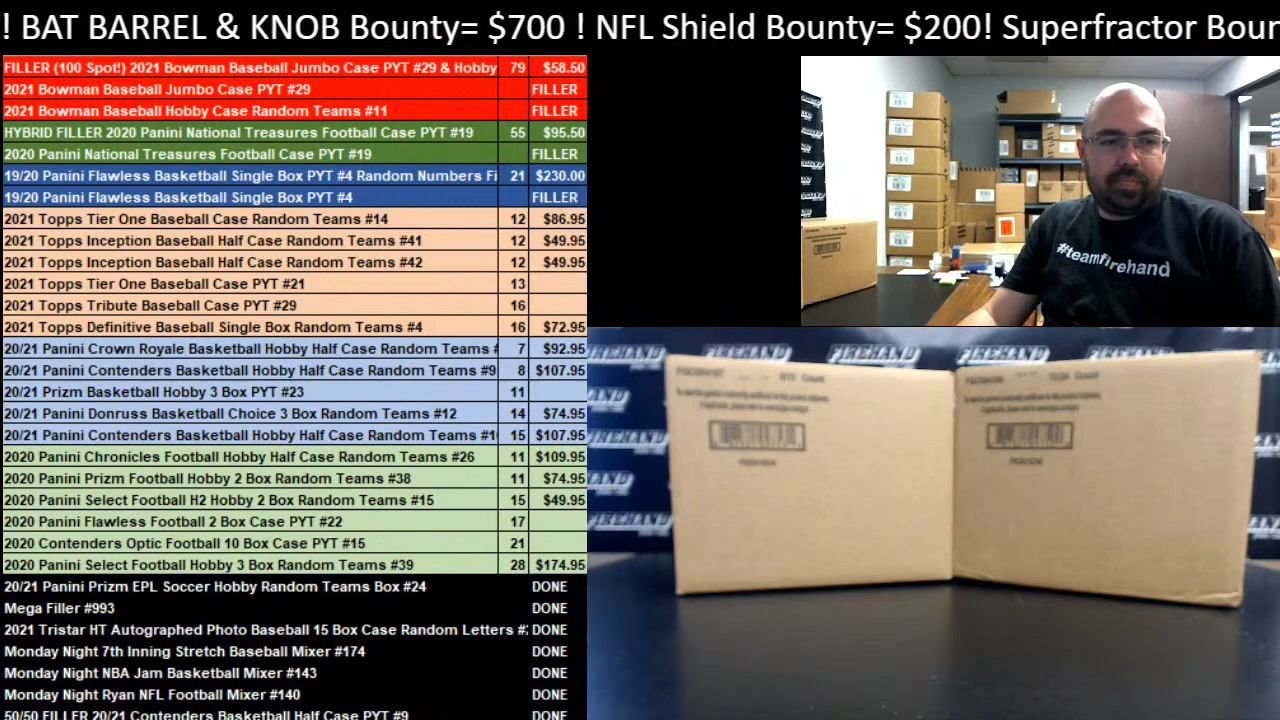 ! BAT BARREL & KNOB Bounty= $700 ! NFL Shield Bounty= $200! Superfractor Boun
FILLER (100 Spot!) 2021 Bowman Baseball Jumbo Case PYT #29 & Hobby 79 $58.50
2021 Bowman Baseball Jumbo Case PYT #29 FILLER
2021 Bowman Baseball Hobby Case Random Teams #11 FILLER
HYBRID FILLER 2020 Panini National Treasures Football Case PYT #19 55 $95.50
2020 Panini National Treasures Football Case PYT #19 FILLER
19/20 Panini Flawless Basketball Single Box PYT #4 Random Numbers Fi 21 $230.00
19/20 Panini Flawless Basketball Single Box PYT #4 FILLER
2021 Topps Tier One Baseball Case Random Teams #14 12 $86.95
2021 Topps Inception Baseball Half Case Random Teams #41 12 $49.95
2021 Topps Inception Baseball Half Case Random Teams #42 12 $49.95
2021 Topps Tier One Baseball Case PYT #21 13
2021 Topps Tribute Baseball Case PYT #29 16
2021 Topps Definitive Baseball Single Box Random Teams #4 16 $72.95
20/21 Panini Crown Royale Basketball Hobby Half Case Random Teams # 7 $92.95
20/21 Panini Contenders Basketball Hobby Half Case Random Teams #9 8 $107.95
20/21 Prizm Basketball Hobby 3 Box PYT #23 11
20/21 Panini Donruss Basketball Choice 3 Box Random Teams #12 14 $74.95
20/21 Panini Contenders Basketball Hobby Half Case Random Teams #1 15 $107.95
2020 Panini Chronicles Football Hobby Half Case Random Teams #26 11 $109.95
2020 Panini Prizm Football Hobby 2 Box Random Teams #38 11 $74.95
2020 Panini Select Football H2 Hobby 2 Box Random Teams #15 15 $49.95
2020 Panini Flawless Football 2 Box Case PYT #22 17
2020 Contenders Optic Football 10 Box Case PYT #15 21
2020 Panini Select Football Hobby 3 Box Random Teams #39 28 $174.95
20/21 Panini Prizm EPL Soccer Hobby Random Teams Box #24 DONE
Mega Filler #993 DONE
2021 Tristar HT Autographed Photo Baseball 15 Box Case Random Letters #: DONE
Monday Night 7th Inning Stretch Baseball Mixer #174 DONE
Monday Night NBA Jam Basketball Mixer #143 DONE
Monday Night Ryan NFL Football Mixer #140 DONE
50/50 FILLER 20/21 Contenders Basketball Half Case PYT #9 DONE
#teamfirehand
FIREHAND FIREHAND FIREHAND FIREHAND